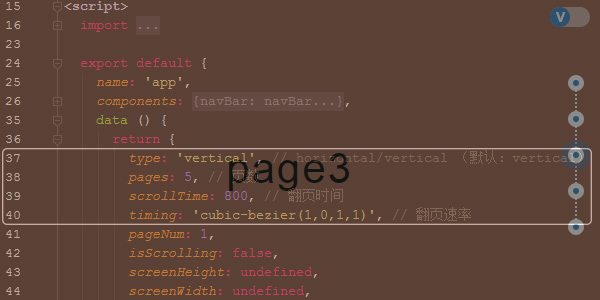 15 <script>
16 import ...
23
24 export default {
25 name: 'app',
26 components: {navBar: navBar...},
35 data () {
36 return {
37 type: 'vertical', // horizontal/vertical （默认：vertical
38 pages: 5, // 页数
39 scrollTime: 800, // 翻页时间
40 timing: 'cubic-bezier(1,0,1,1)', // 翻页速率
41 pageNum: 1,
42 isScrolling: false,
43 screenHeight: undefined,
44 screenWidth: undefined,
page3
V